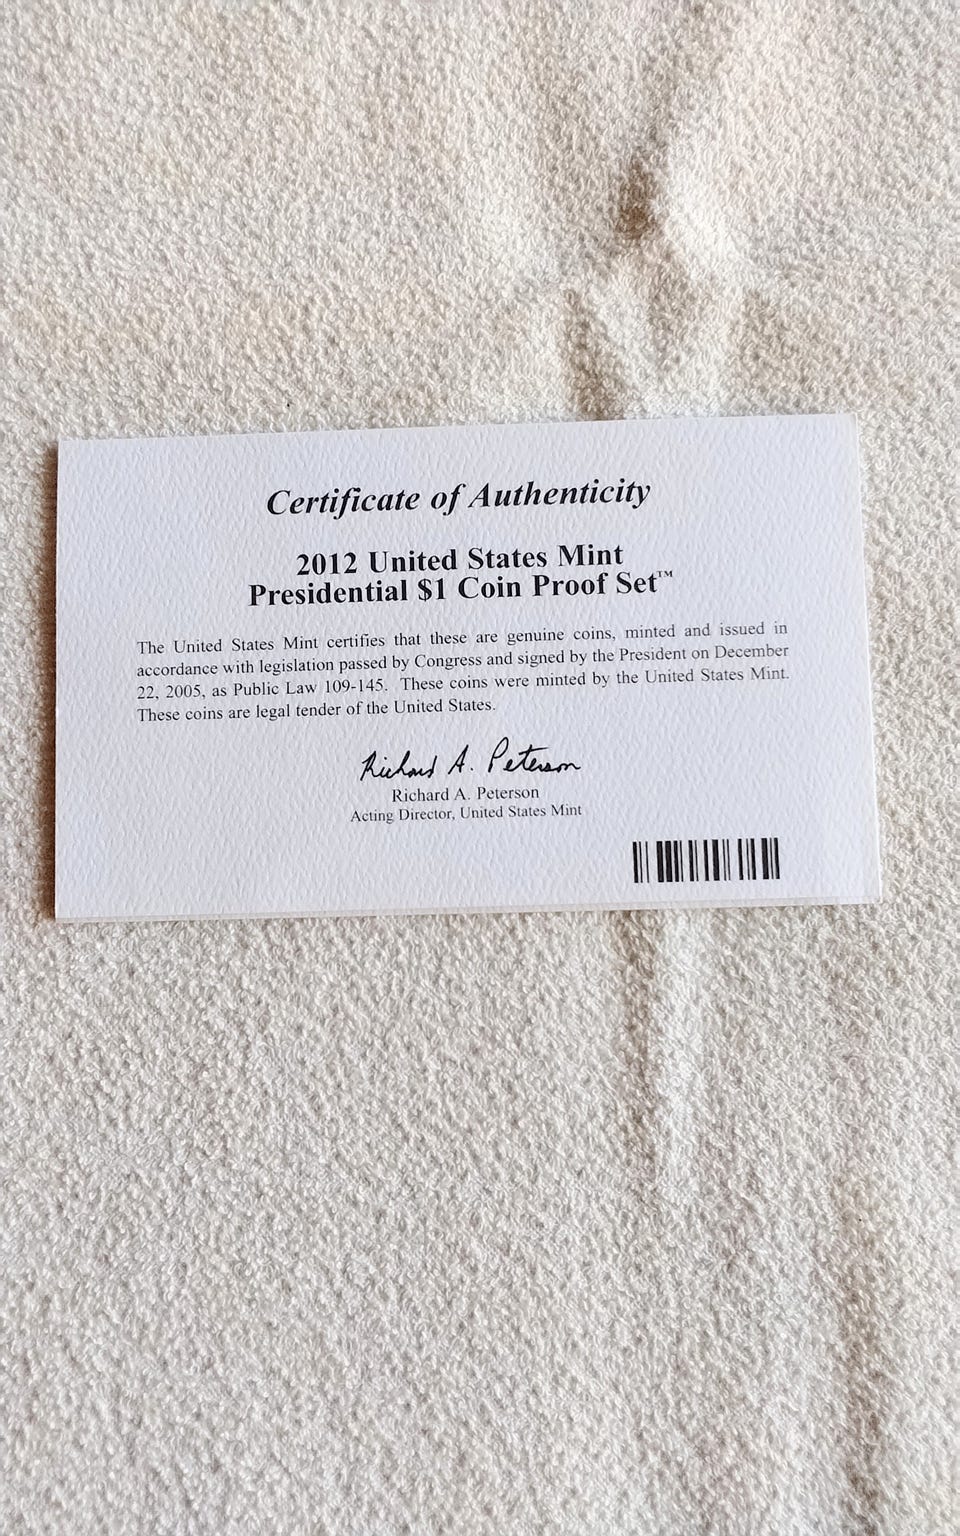 Certificate of Authenticity
2012 United States Mint
Presidential $1 Coin Proof Set™
The United States Mint certifies that these are genuine coins, minted and issued in
accordance with legislation passed by Congress and signed by the President on December
22, 2005, as Public Law 109-145. These coins were minted by the United States Mint.
These coins are legal tender of the United States.
Richard A. Peterson
Richard A. Peterson
Acting Director, United States Mint